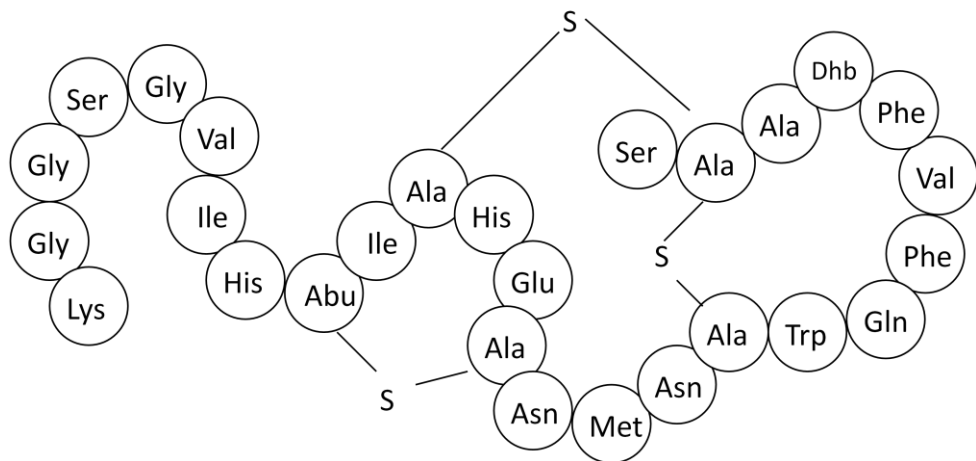 Lys
Gly
Gly
Ser
Gly
Val
Ile
His
Abu
S
Ile
Ala
S
His
Glu
Ala
Asn
Met
Asn
Ala
S
Trp
Gln
Phe
Val
Phe
Dhb
Ala
Ala
Ser